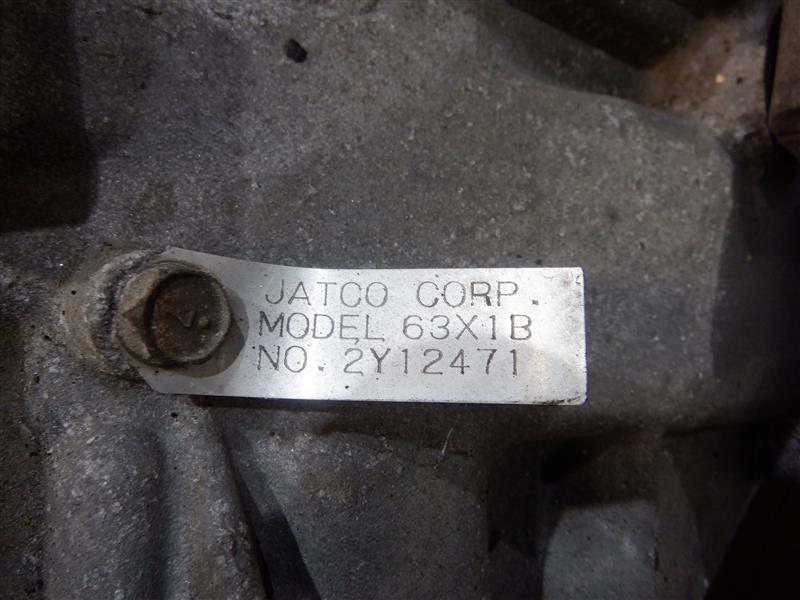 JATCO CORP.
MODEL 63X1B
NO. 2Y12471